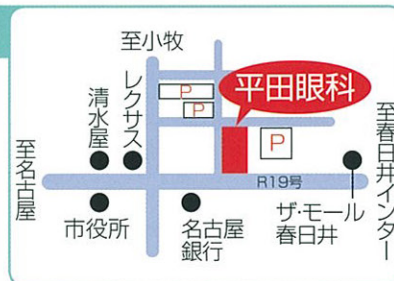 至小牧
レクサス
清水屋
至名古屋
P
P
平田眼科
P
至春日井インター
R19号
市役所
名古屋
銀行
ザ・モール
春日井